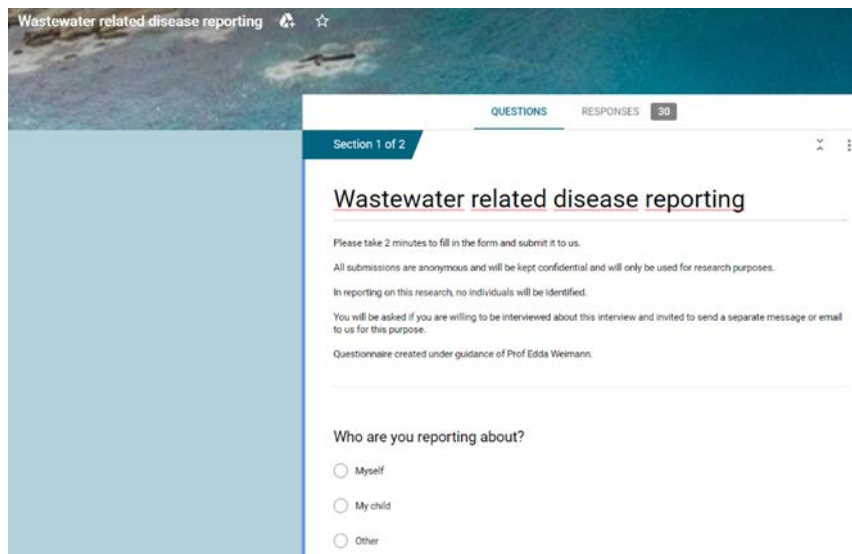 Wastewater related disease reporting
QUESTIONS RESPONSES 30
Section 1 of 2
Wastewater related disease reporting
Please take 2 minutes to fill in the form and submit it to us.
All submissions are anonymous and will be kept confidential and will only be used for research purposes.
In reporting on this research, no individuals will be identified.
You will be asked if you are willing to be interviewed about this interview and invited to send a separate message or email
to us for this purpose.
Questionnaire created under guidance of Prof Edda Weimann.
Who are you reporting about?
Myself
My child
Other